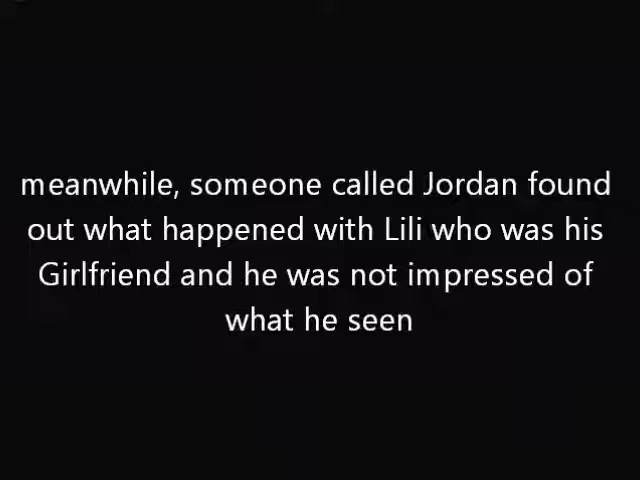 meanwhile, someone called Jordan found
out what happened with Lili who was his
Girlfriend and he was not impressed of
what he seen